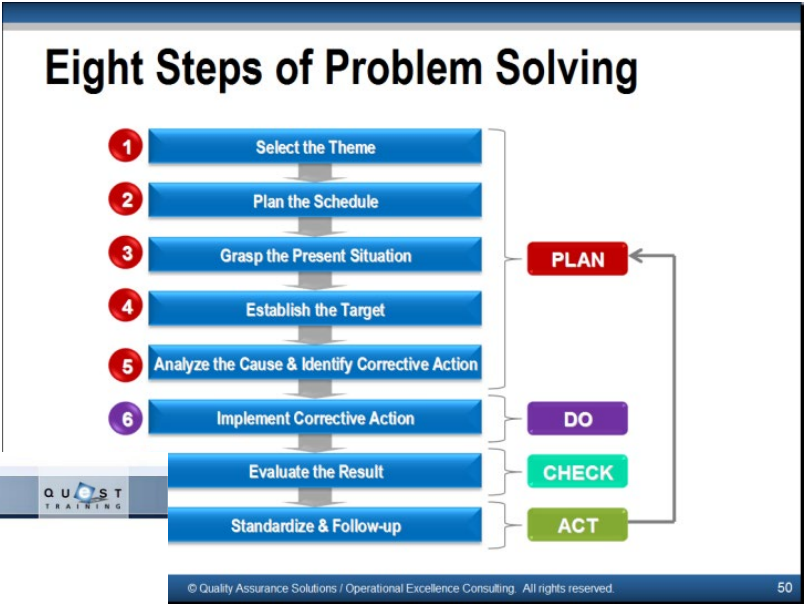 Eight Steps of Problem Solving
1 Select the Theme
2 Plan the Schedule
3 Grasp the Present Situation
PLAN
4 Establish the Target
5 Analyze the Cause & Identify Corrective Action
6 Implement Corrective Action
DO
Evaluate the Result
CHECK
QUeST
TRAINING
Standardize & Follow-up
ACT
© Quality Assurance Solutions / Operational Excellence Consulting. All rights reserved.
50